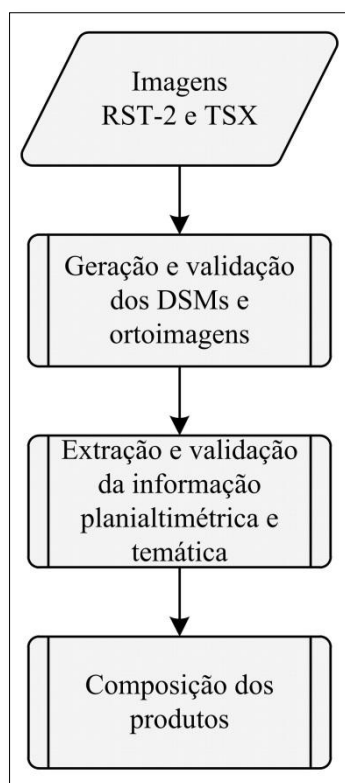 Imagens
RST-2 e TSX
Geração e validação
dos DSMs e
ortoimagens
Extração e validação
da informação
planialtimétrica e
temática
Composição dos
produtos